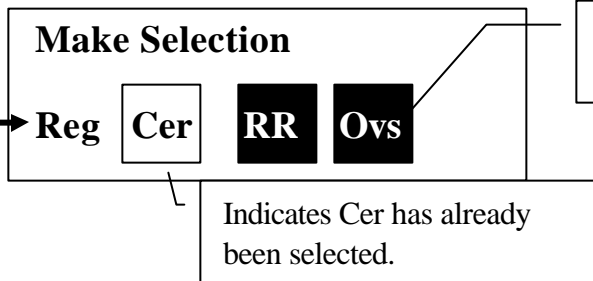 Make Selection
Reg Cer RR Ovs
Indicates Cer has already
been selected.